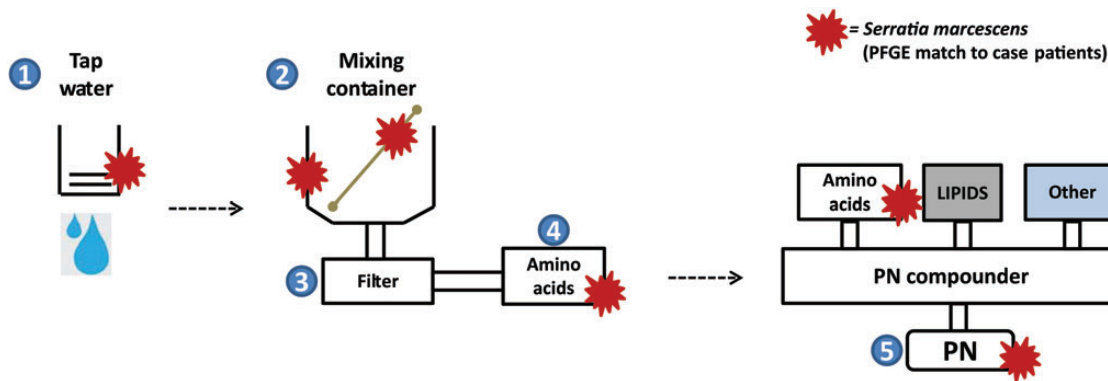 = Serratia marcescens
(PFGE match to case patients)
1
Tap
water
2
Mixing
container
3
Filter
4
Amino
acids
Amino
acids
LIPIDS
Other
PN compounder
5
PN